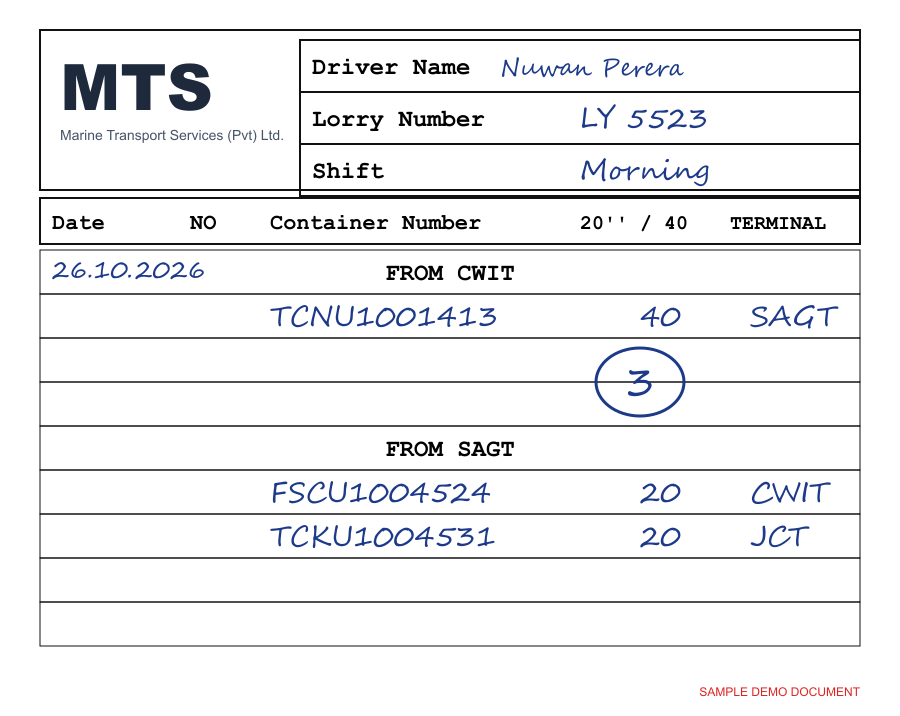 MTS
Marine Transport Services (Pvt) Ltd.
Driver Name Nuwan Perera
Lorry Number LY 5523
Shift Morning
Date NO Container Number 20'' / 40 TERMINAL
26.10.2026 FROM CWIT
TCNU1001413 40 SAGT
3
FROM SAGT
FSCU1004524 20 CWIT
TCKU1004531 20 JCT
SAMPLE DEMO DOCUMENT